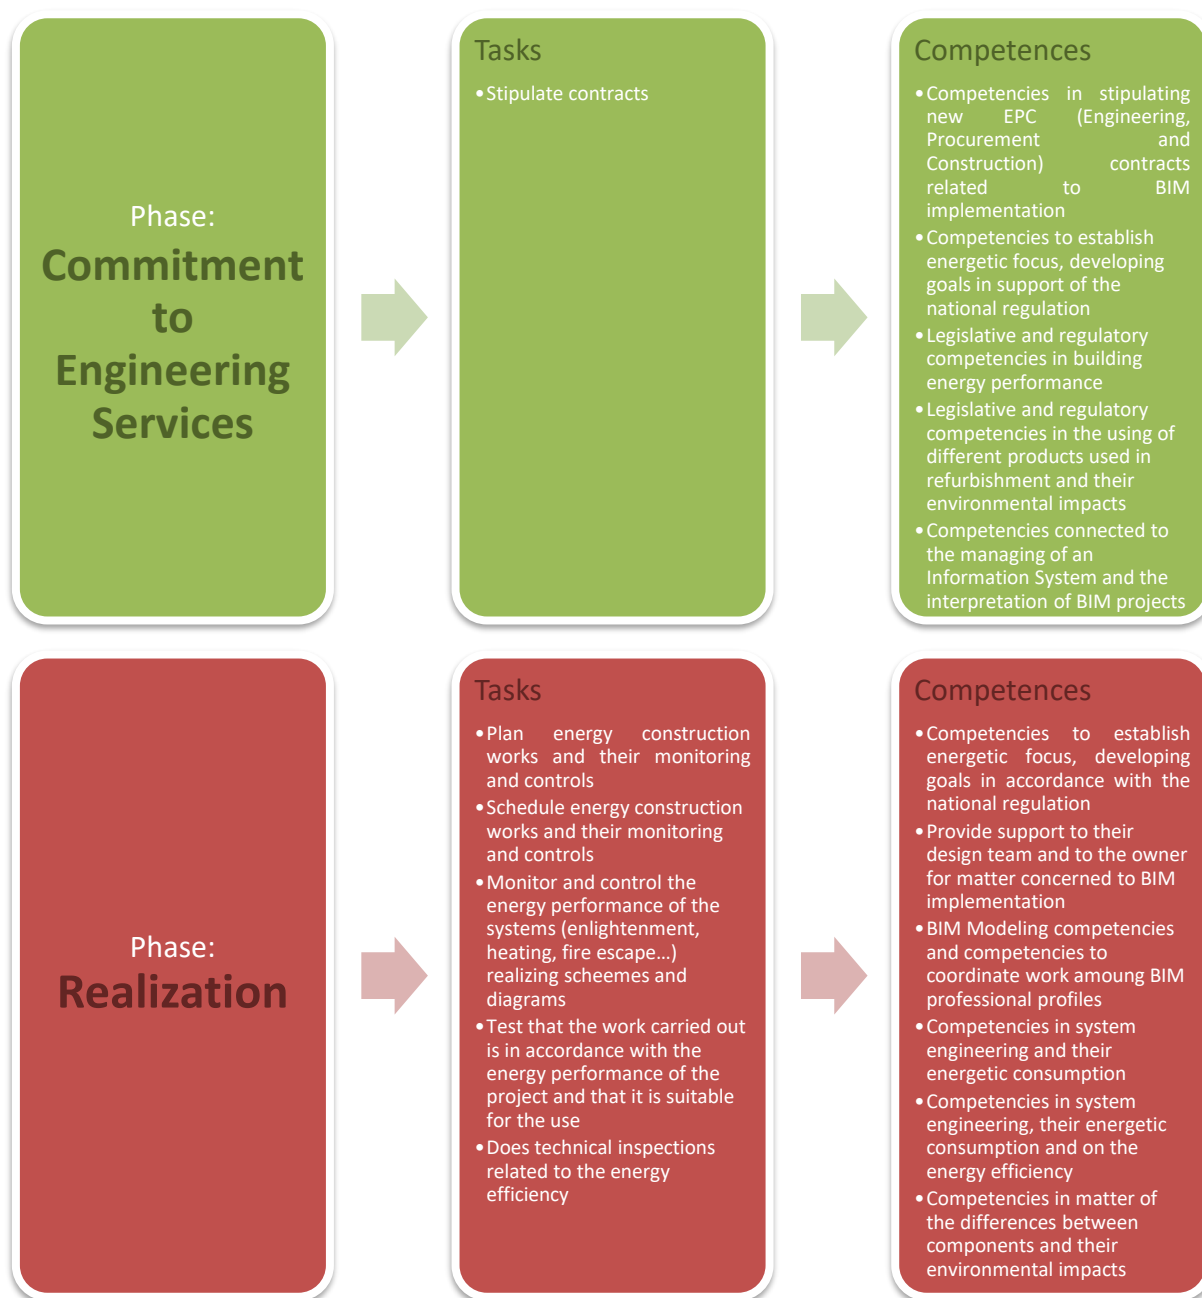 Phase:
Commitment
to
Engineering
Services
Tasks
•Stipulate contracts
Competences
•Competencies in stipulating
new EPC (Engineering,
Procurement and
Construction) contracts
related to BIM
implementation
•Competencies to establish
energetic focus, developing
goals in support of the
national regulation
•Legislative and regulatory
competencies in building
energy performance
•Legislative and regulatory
competencies in the using of
different products used in
refurbishment and their
environmental impacts
•Competencies connected to
the managing of an
Information System and the
interpretation of BIM projects
Phase:
Realization
Tasks
•Plan energy construction
works and their monitoring
and controls
•Schedule energy construction
works and their monitoring
and controls
•Monitor and control the
energy performance of the
systems (enlightenment,
heating, fire escape…)
realizing scheemes and
diagrams
•Test that the work carried out
is in accordance with the
energy performance of the
project and that it is suitable
for the use
•Does technical inspections
related to the energy
efficiency
Competences
•Competencies to establish
energetic focus, developing
goals in accordance with the
national regulation
•Provide support to their
design team and to the owner
for matter concerned to BIM
implementation
•BIM Modeling competencies
and competencies to
coordinate work amoung BIM
professional profiles
•Competencies in system
engineering and their
energetic consumption
•Competencies in system
engineering, their energetic
consumption and on the
energy efficiency
•Competencies in matter of
the differences between
components and their
environmental impacts